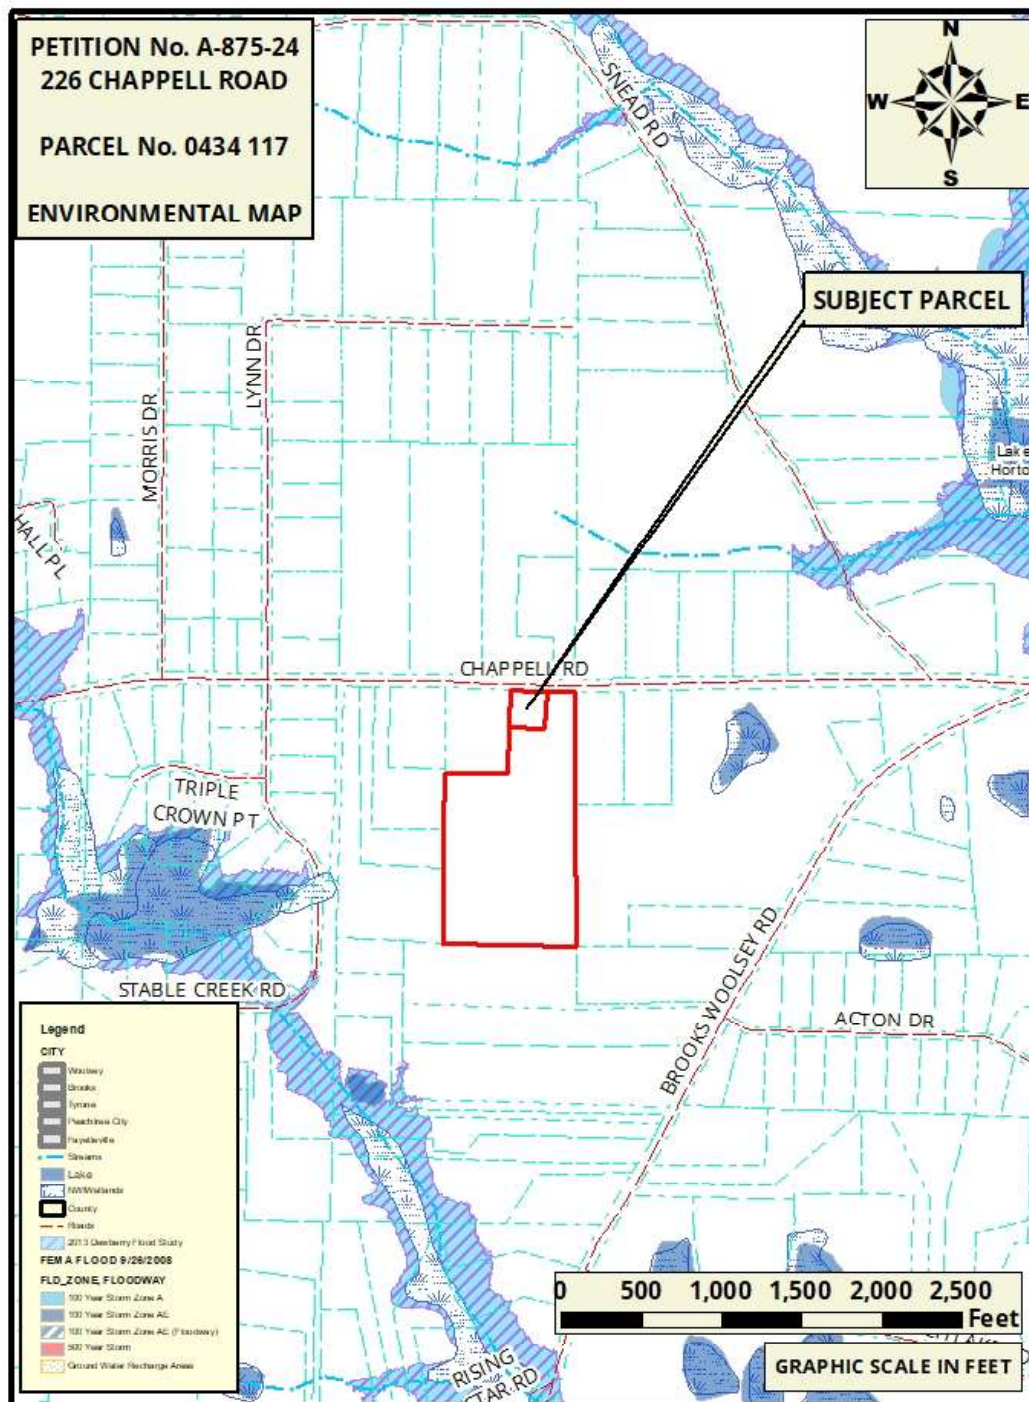 PETITION No. A-875-24
226 CHAPPELL ROAD
PARCEL No. 0434 117
ENVIRONMENTAL MAP
N
W
E
S
SNEAD RD
SUBJECT PARCEL
LYNN DR
MORRIS DR
HALL PL
Lake
Horto
CHAPPELL RD
TRIPLE
CROWN PT
STABLE CREEK RD
BROOKS WOOLSEY RD
ACTON DR
Legend
CITY
Woolsey
Brooks
Tyrone
Peachtree City
Fayetteville
Streams
Lake
NWIWetlands
County
Roads
2013 Dewberry Flood Study
FEMA FLOOD 9/26/2008
FLD_ZONE, FLOODWAY
100 Year Storm Zone A
100 Year Storm Zone AE
100 Year Storm Zone AE (Floodway)
500 Year Storm
Ground Water Recharge Areas
0 500 1,000 1,500 2,000 2,500
Feet
GRAPHIC SCALE IN FEET
RISING
STAR RD